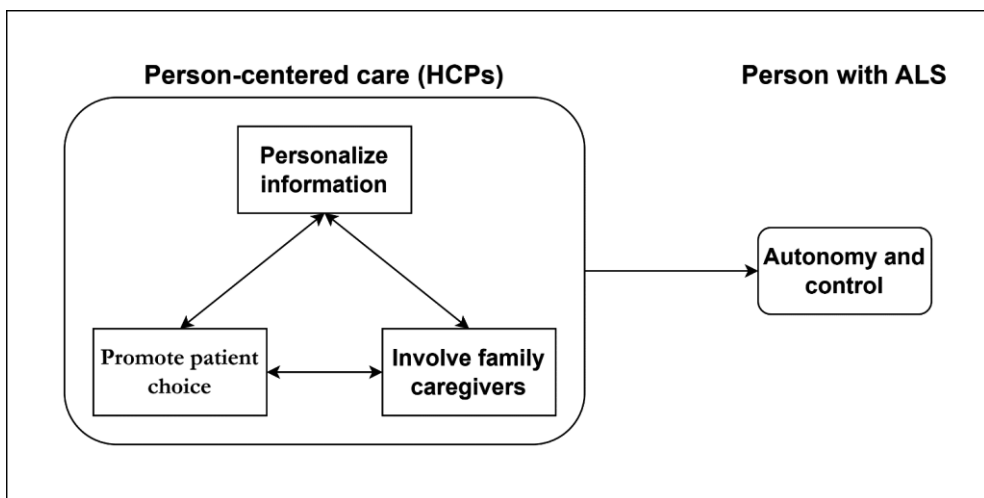 Person-centered care (HCPs)
Person with ALS
Personalize
information
Autonomy and
control
Promote patient
choice
Involve family
caregivers